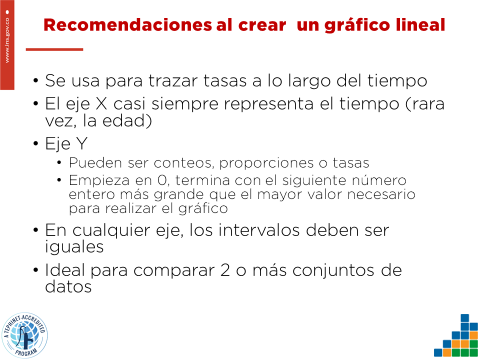 www.ins.gov.co
Recomendaciones al crear un gráfico lineal
• Se usa para trazar tasas a lo largo del tiempo
• El eje X casi siempre representa el tiempo (rara
vez, la edad)
• Eje Y
• Pueden ser conteos, proporciones o tasas
• Empieza en 0, termina con el siguiente número
entero más grande que el mayor valor necesario
para realizar el gráfico
• En cualquier eje, los intervalos deben ser
iguales
• Ideal para comparar 2 o más conjuntos de
datos
A TEPHINET-ACCREDITED
PROGRAM